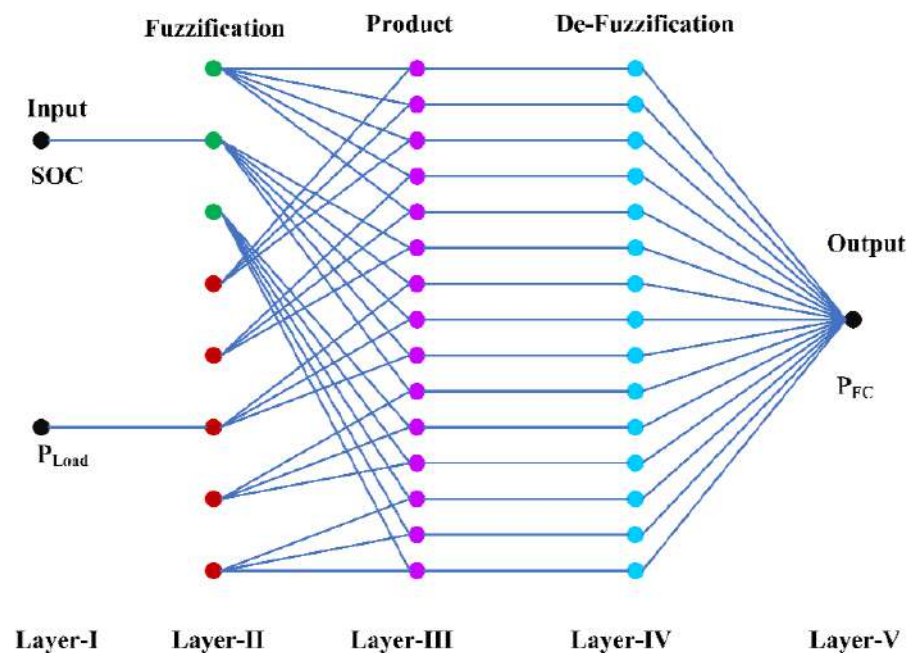 Fuzzification Product De-Fuzzification
Input
SOC
Output
P_FC
P_Load
Layer-I Layer-II Layer-III Layer-IV Layer-V